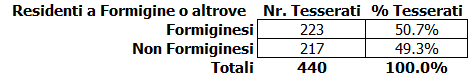 Residenti a Formigine o altrove Nr. Tesserati % Tesserati
Formiginesi 223 50.7%
Non Formiginesi 217 49.3%
Totali 440 100.0%